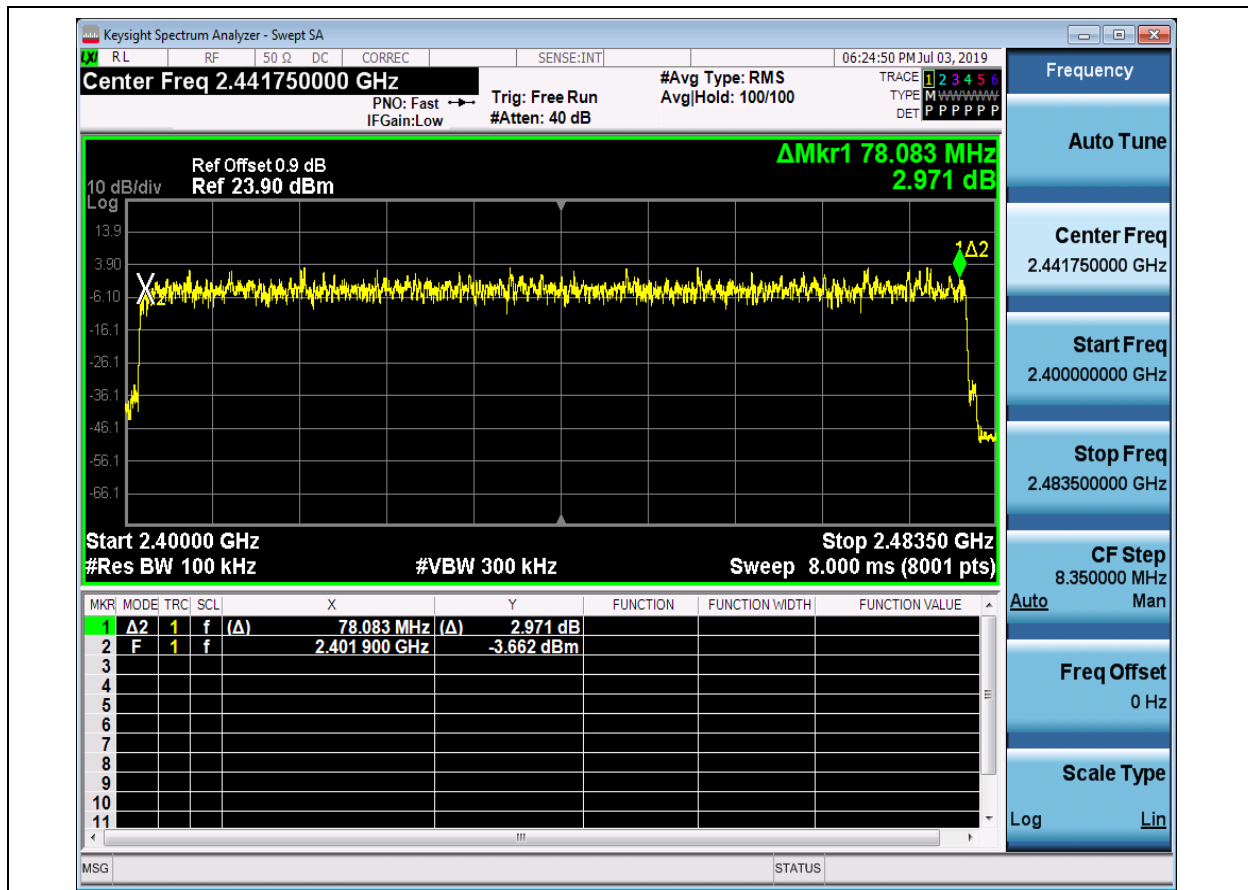 Keysight Spectrum Analyzer - Swept SA
LXI RL RF 50 Ω DC CORREC SENSE:INT 06:24:50 PM Jul 03, 2019
Center Freq 2.441750000 GHz
PNO: Fast
IFGain:Low
Trig: Free Run
#Atten: 40 dB
#Avg Type: RMS
Avg|Hold: 100/100
TRACE 1 2 3 4 5 6
TYPE M W W W W W
DET P P P P P P
ΔMkr1 78.083 MHz
2.971 dB
Ref Offset 0.9 dB
10 dB/div Ref 23.90 dBm
Log
13.9
3.90
-6.10
-16.1
-26.1
-36.1
-46.1
-56.1
-66.1
1Δ2
X2
Start 2.40000 GHz Stop 2.48350 GHz
#Res BW 100 kHz #VBW 300 kHz Sweep 8.000 ms (8001 pts)
MKR MODE TRC SCL X Y FUNCTION FUNCTION WIDTH FUNCTION VALUE
1 Δ2 1 f (Δ) 78.083 MHz (Δ) 2.971 dB
2 F 1 f 2.401 900 GHz -3.662 dBm
3
4
5
6
7
8
9
10
11
MSG STATUS
Frequency
Auto Tune
Center Freq
2.441750000 GHz
Start Freq
2.400000000 GHz
Stop Freq
2.483500000 GHz
CF Step
8.350000 MHz
Auto Man
Freq Offset
0 Hz
Scale Type
Log Lin